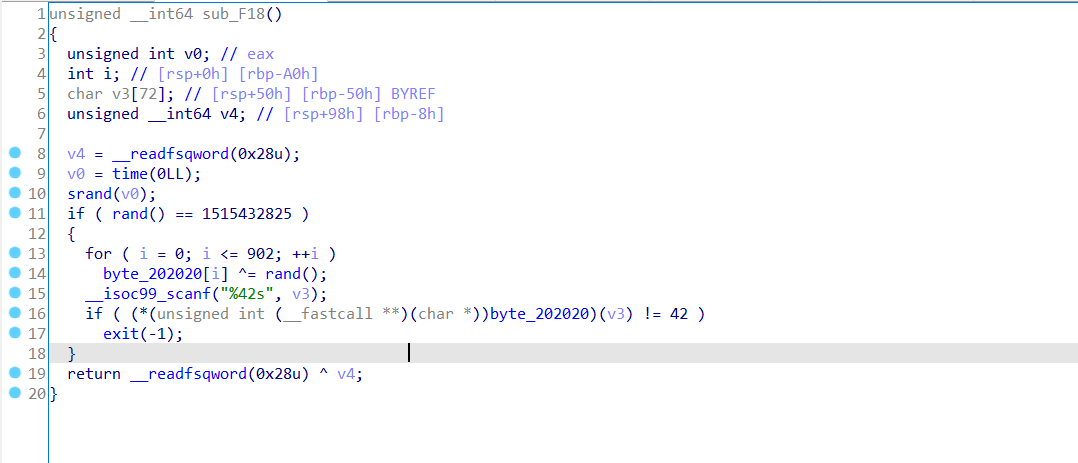 1 unsigned __int64 sub_F18()
2 {
3   unsigned int v0; // eax
4   int i; // [rsp+0h] [rbp-A0h]
5   char v3[72]; // [rsp+50h] [rbp-50h] BYREF
6   unsigned __int64 v4; // [rsp+98h] [rbp-8h]
7
8   v4 = __readfsqword(0x28u);
9   v0 = time(0LL);
10   srand(v0);
11   if ( rand() == 1515432825 )
12   {
13     for ( i = 0; i <= 902; ++i )
14       byte_202020[i] ^= rand();
15     __isoc99_scanf("%42s", v3);
16     if ( (*(unsigned int (__fastcall **)(char *))byte_202020)(v3) != 42 )
17       exit(-1);
18   }
19   return __readfsqword(0x28u) ^ v4;
20 }